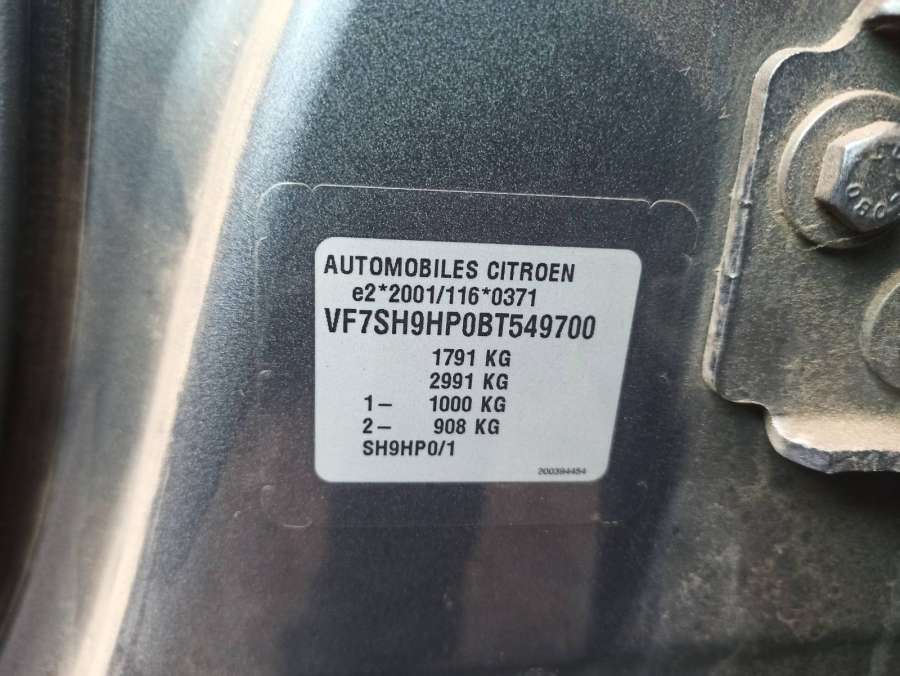 AUTOMOBILES CITROEN
e2*2001/116*0371
VF7SH9HP0BT549700
1791 KG
2991 KG
1– 1000 KG
2– 908 KG
SH9HP0/1
200394454